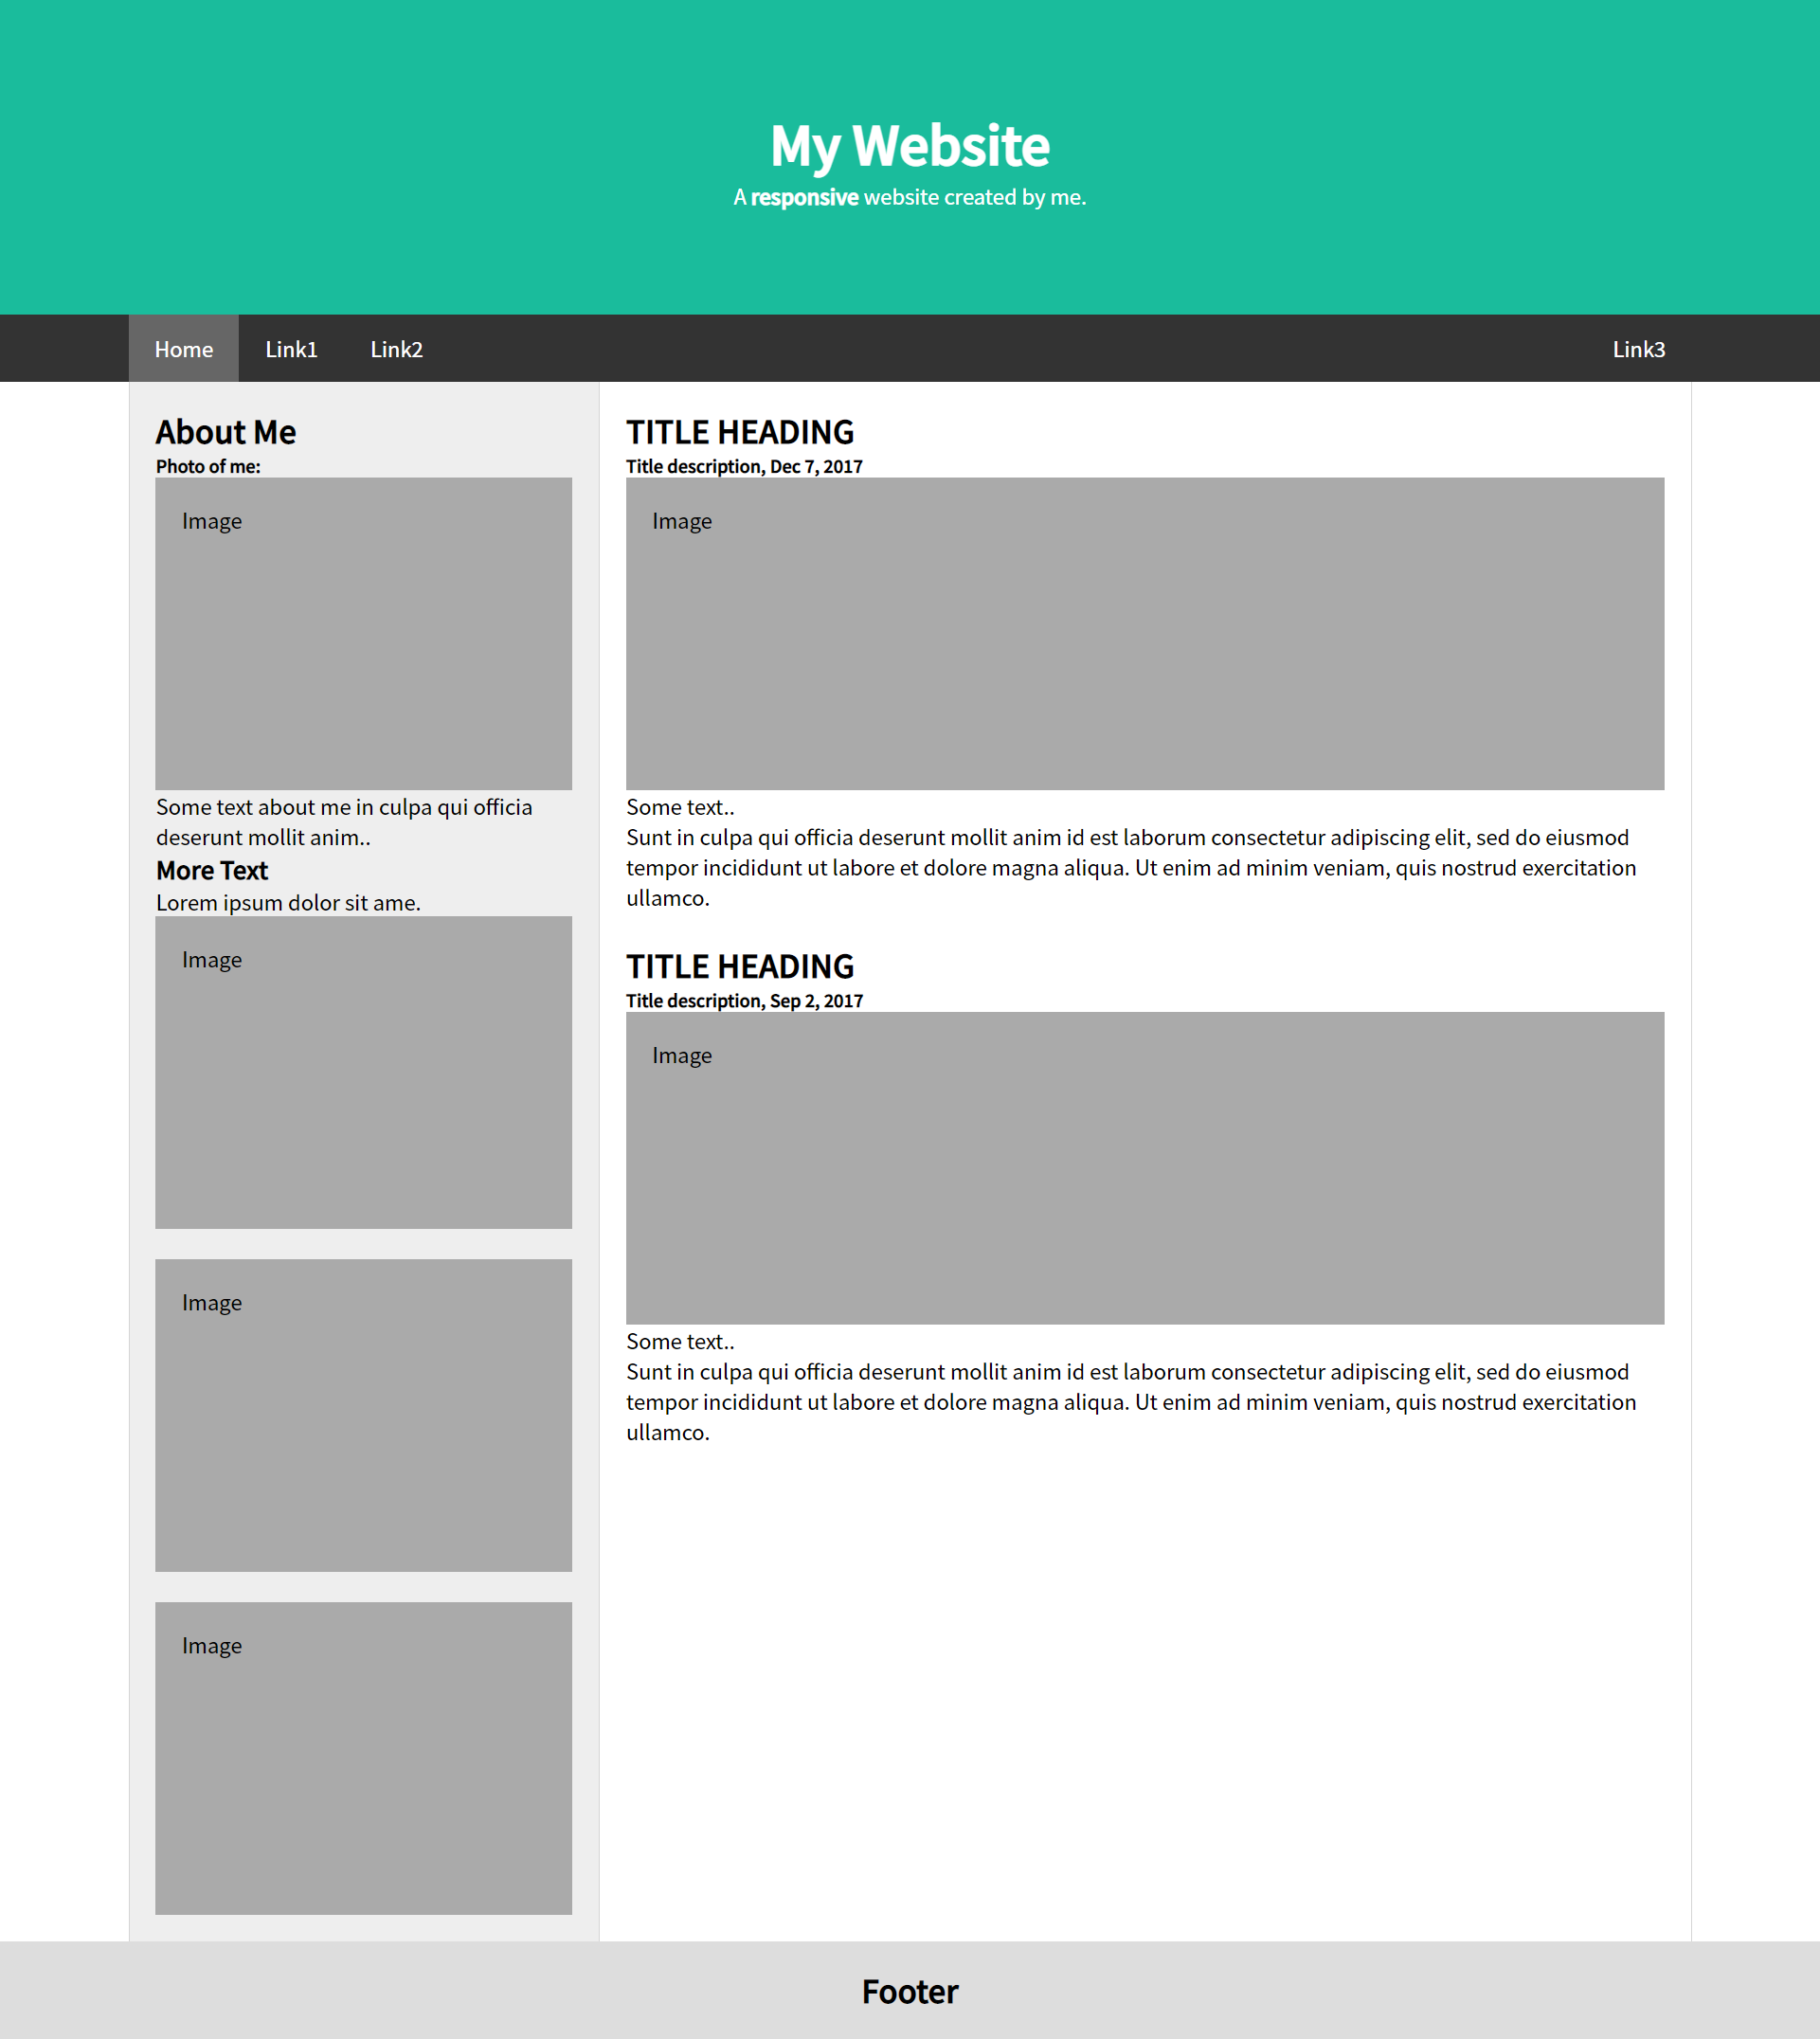 My Website
A responsive website created by me.
Home
Link1
Link2
Link3
About Me
Photo of me:
Image
Some text about me in culpa qui officia
deserunt mollit anim..
More Text
Lorem ipsum dolor sit ame.
Image
Image
Image
TITLE HEADING
Title description, Dec 7, 2017
Image
Some text..
Sunt in culpa qui officia deserunt mollit anim id est laborum consectetur adipiscing elit, sed do eiusmod
tempor incididunt ut labore et dolore magna aliqua. Ut enim ad minim veniam, quis nostrud exercitation
ullamco.
TITLE HEADING
Title description, Sep 2, 2017
Image
Some text..
Sunt in culpa qui officia deserunt mollit anim id est laborum consectetur adipiscing elit, sed do eiusmod
tempor incididunt ut labore et dolore magna aliqua. Ut enim ad minim veniam, quis nostrud exercitation
ullamco.
Footer